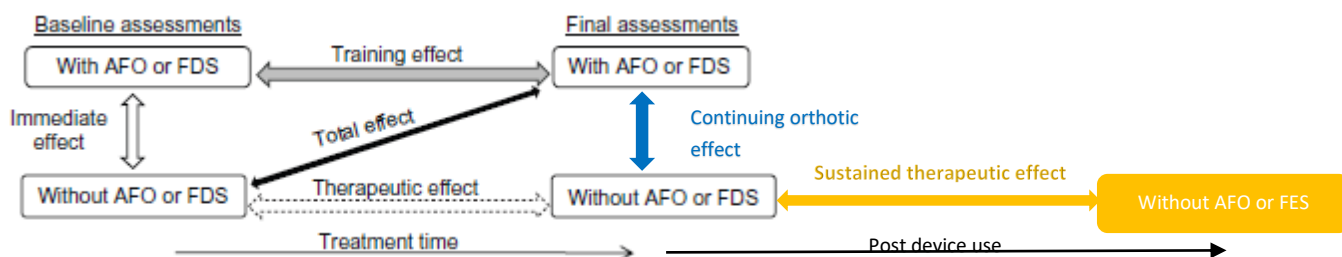 Baseline assessments
Final assessments
With AFO or FDS
Training effect
With AFO or FDS
Immediate
effect
Total effect
Continuing orthotic
effect
Without AFO or FDS
Therapeutic effect
Without AFO or FDS
Sustained therapeutic effect
Without AFO or FES
Treatment time
Post device use